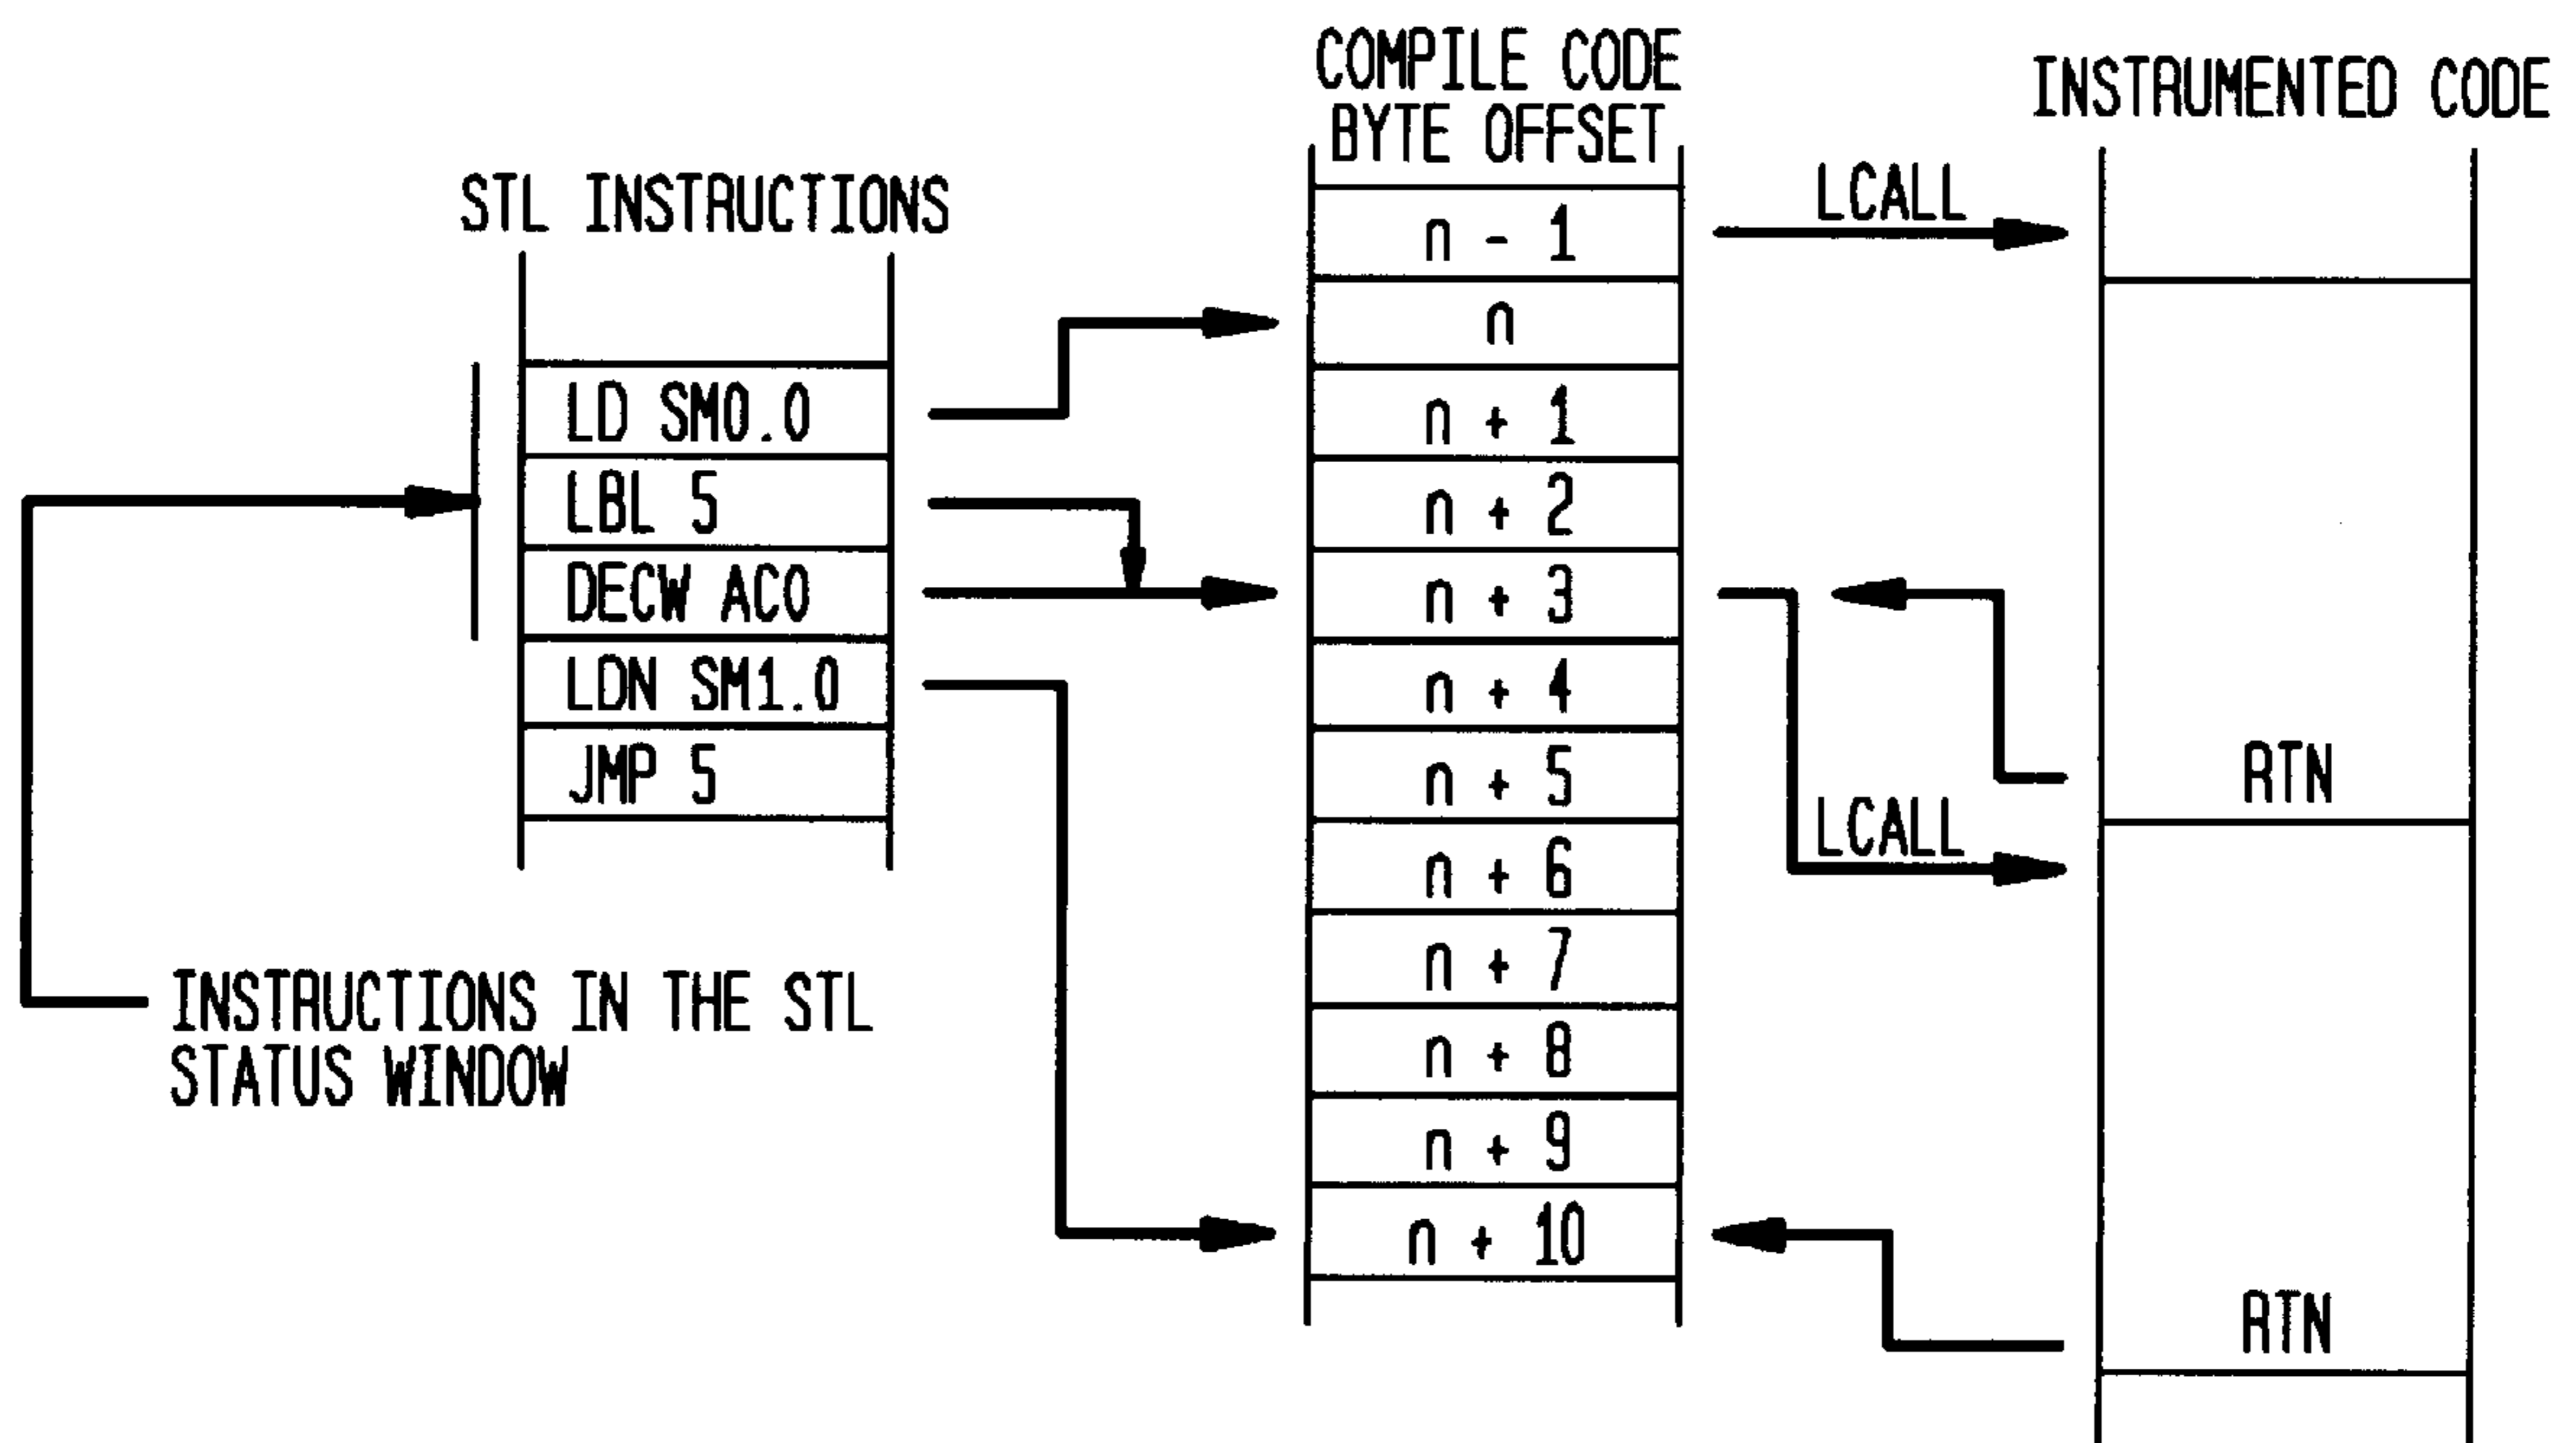 COMPILE CODE
BYTE OFFSET
INSTRUMENTED CODE
STL INSTRUCTIONS
LCALL
n - 1
n
LD SM0.0
n + 1
LBL 5
n + 2
DECW AC0
n + 3
LDN SM1.0
n + 4
JMP 5
n + 5
RTN
LCALL
n + 6
n + 7
INSTRUCTIONS IN THE STL
STATUS WINDOW
n + 8
n + 9
n + 10
RTN